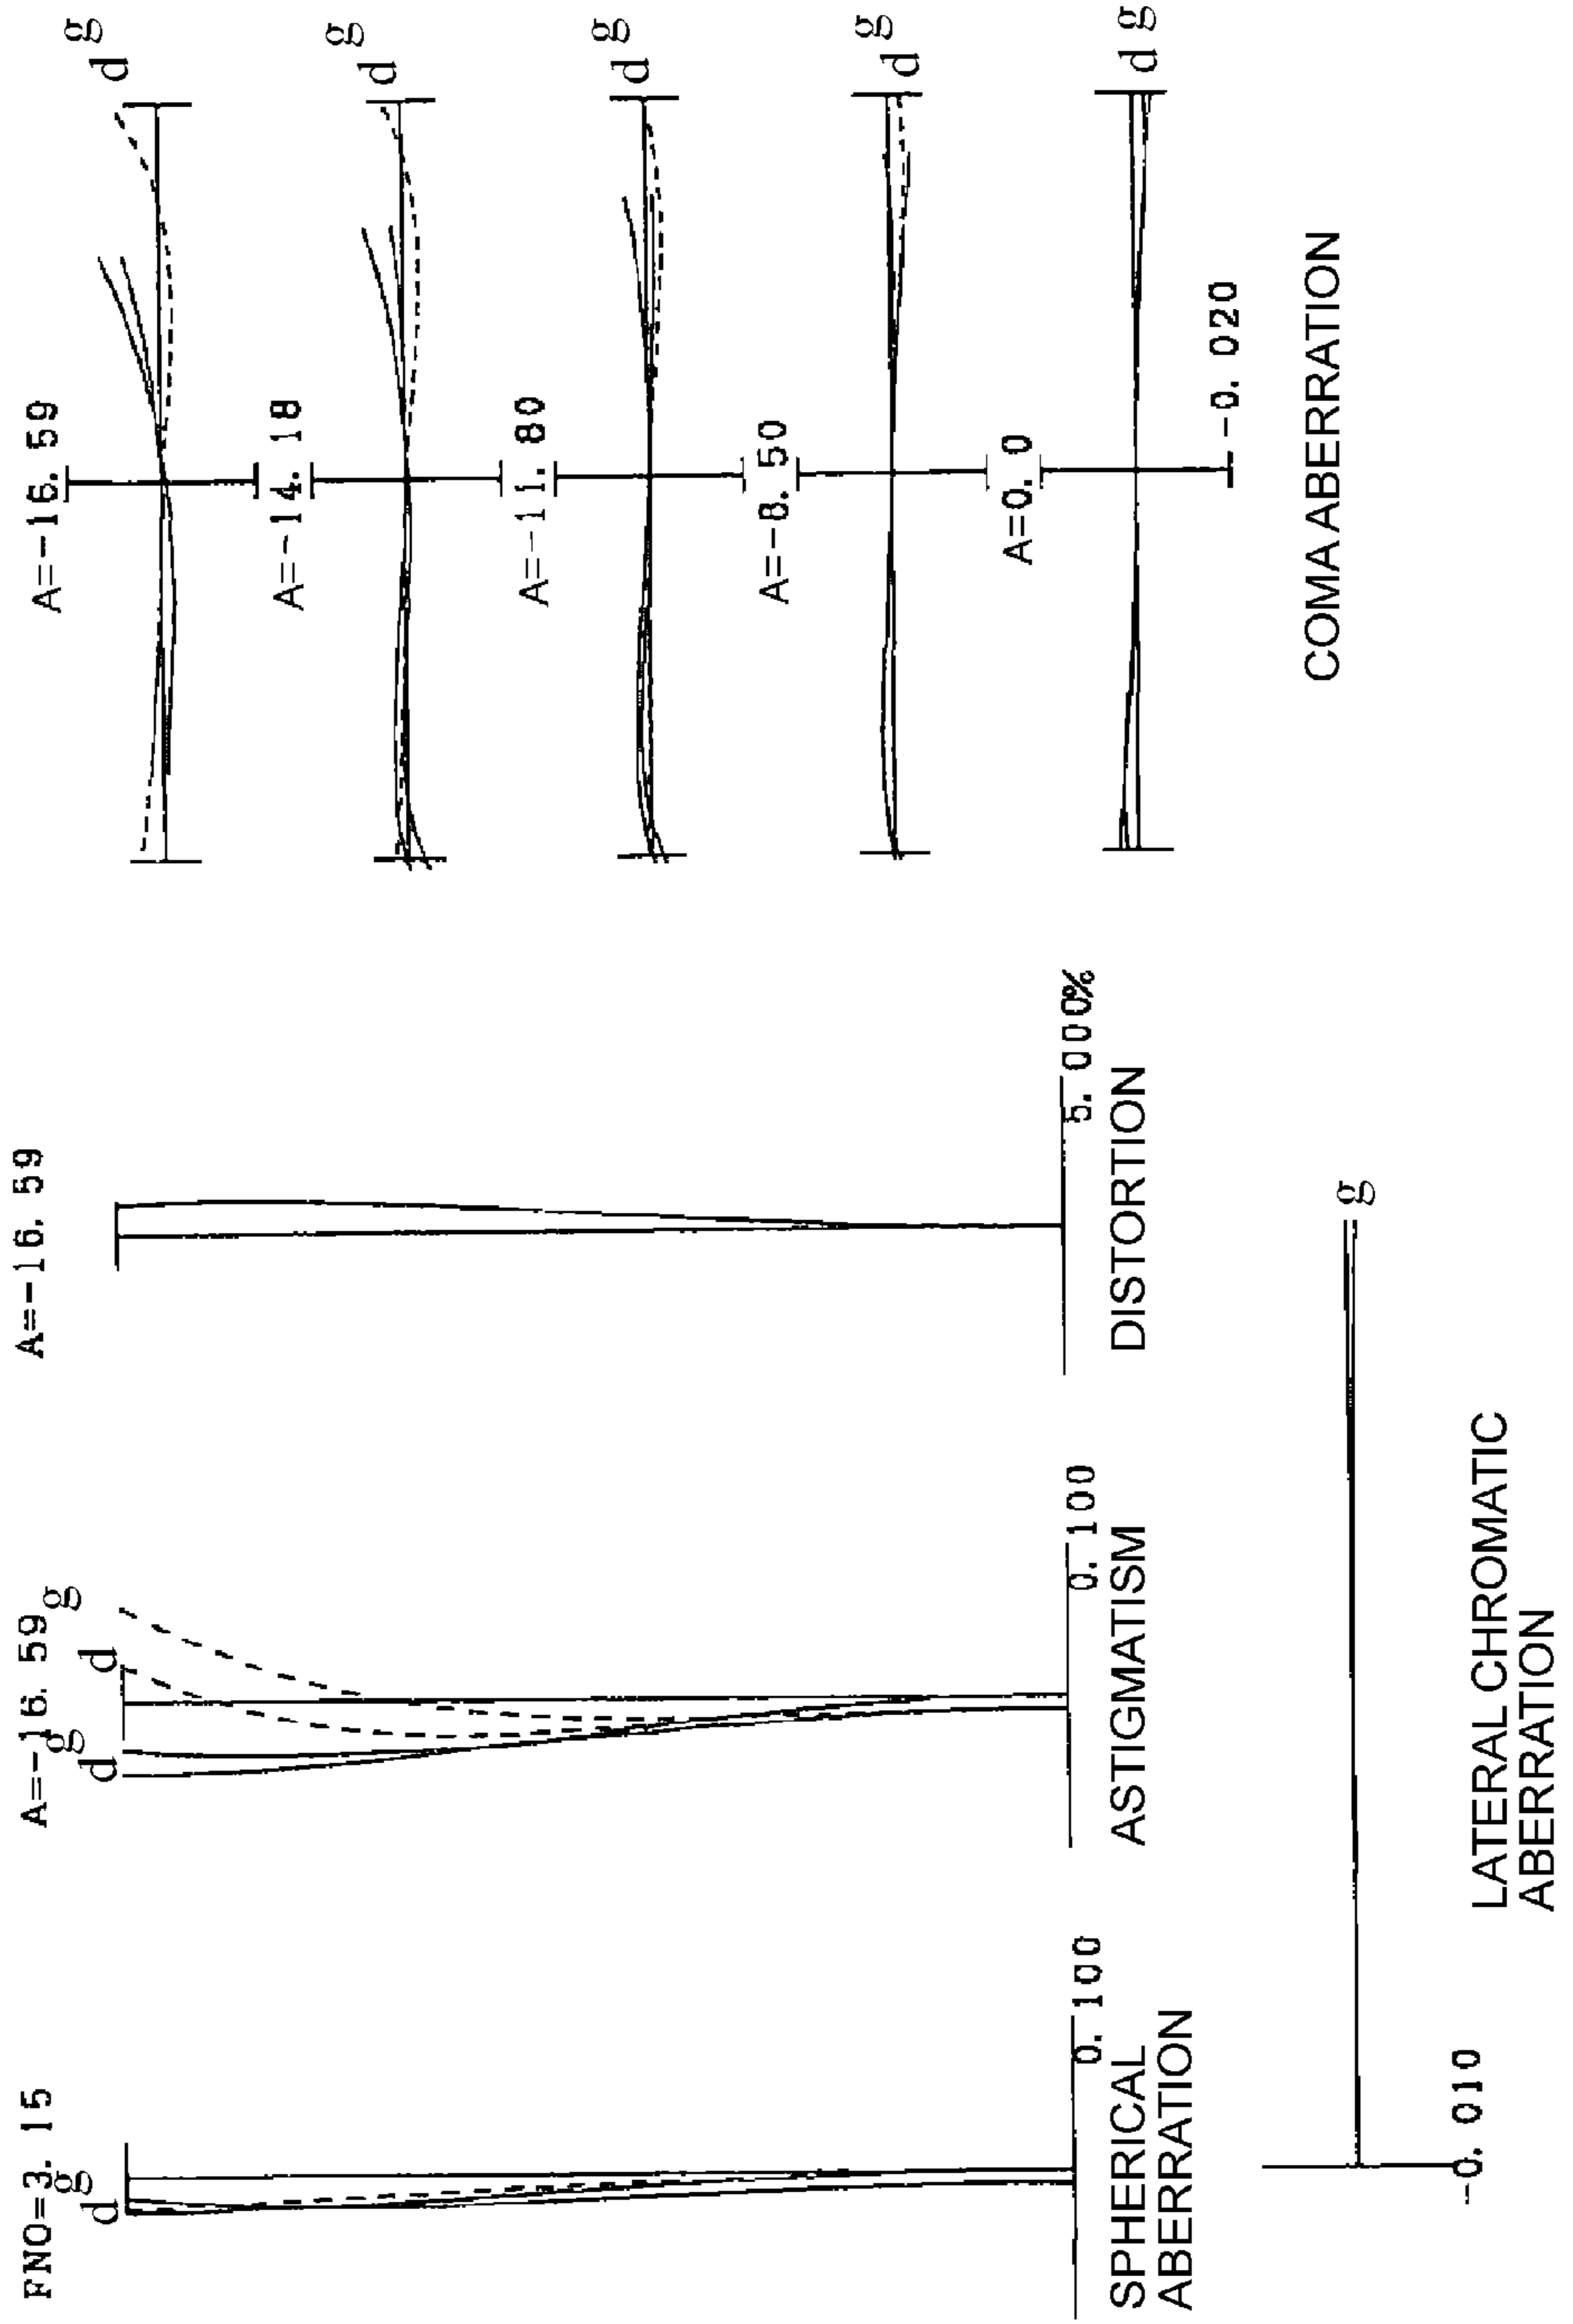 FNO=3. 15
g
d
0. 100
SPHERICAL
ABERRATION
A=-16. 59
g
d
g
d
0. 100
ASTIGMATISM
A=-16. 59
5. 000%
DISTORTION
A=-16. 59
g
d
A=-14. 18
g
d
A=-11. 80
g
d
A=-8. 50
g
d
A=0. 0
g
d
-0. 020
COMA ABERRATION
g
-0. 010
LATERAL CHROMATIC
ABERRATION